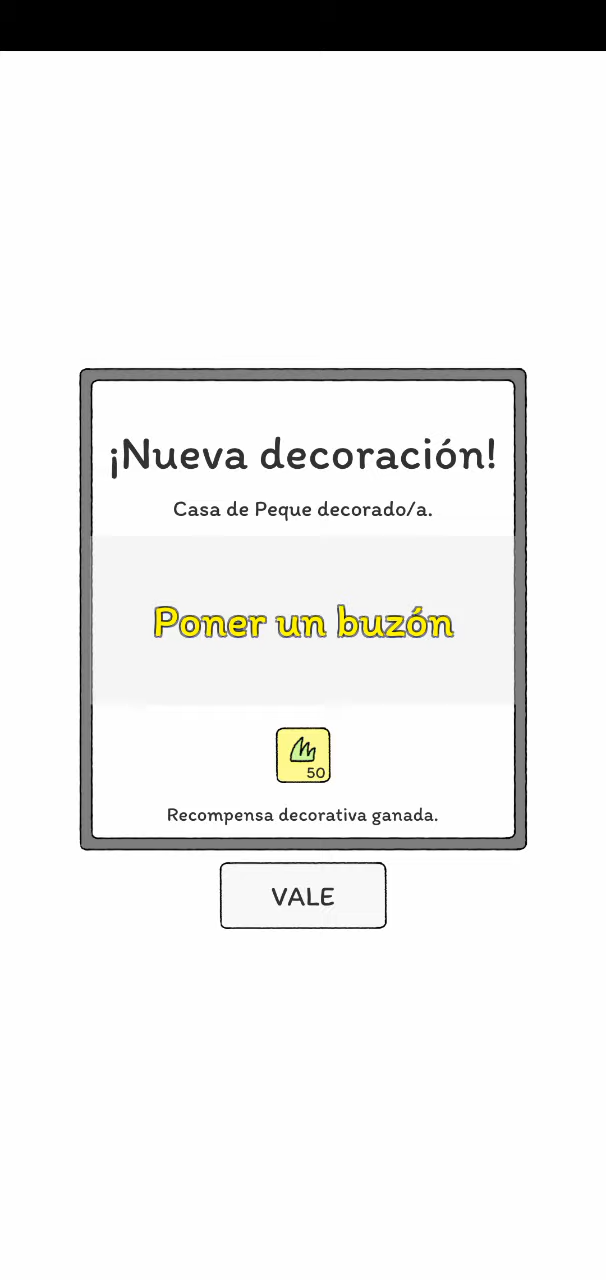 ¡Nueva decoración!
Casa de Peque decorado/a.
Poner un buzón
50
Recompensa decorativa ganada.
VALE